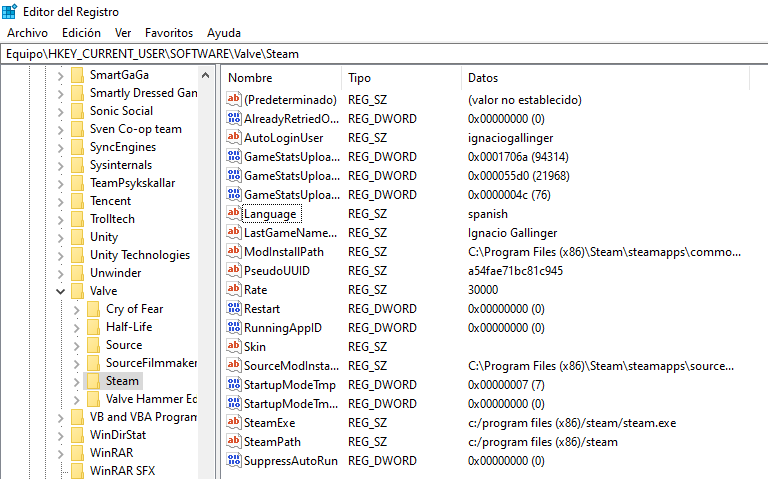 Editor del Registro
Archivo Edición Ver Favoritos Ayuda
Equipo\HKEY_CURRENT_USER\SOFTWARE\Valve\Steam
SmartGaGa
Smartly Dressed Gan
Sonic Social
Sven Co-op team
SyncEngines
Sysinternals
TeamPsykskallar
Tencent
Trolltech
Unity
Unity Technologies
Unwinder
Valve
Cry of Fear
Half-Life
Source
SourceFilmmaker
Steam
Valve Hammer Ed
VB and VBA Program
WinDirStat
WinRAR
WinRAR SFX
Nombre Tipo Datos
(Predeterminado) REG_SZ (valor no establecido)
AlreadyRetriedO... REG_DWORD 0x00000000 (0)
AutoLoginUser REG_SZ ignaciogallinger
GameStatsUploa... REG_DWORD 0x0001706a (94314)
GameStatsUploa... REG_DWORD 0x000055d0 (21968)
GameStatsUploa... REG_DWORD 0x0000004c (76)
Language REG_SZ spanish
LastGameName... REG_SZ Ignacio Gallinger
ModInstallPath REG_SZ C:\Program Files (x86)\Steam\steamapps\commo...
PseudoUUID REG_SZ a54fae71bc81c945
Rate REG_SZ 30000
Restart REG_DWORD 0x00000000 (0)
RunningAppID REG_DWORD 0x00000000 (0)
Skin REG_SZ
SourceModInsta... REG_SZ C:\Program Files (x86)\Steam\steamapps\source...
StartupModeTmp REG_DWORD 0x00000007 (7)
StartupModeTm... REG_DWORD 0x00000000 (0)
SteamExe REG_SZ c:/program files (x86)/steam/steam.exe
SteamPath REG_SZ c:/program files (x86)/steam
SuppressAutoRun REG_DWORD 0x00000000 (0)